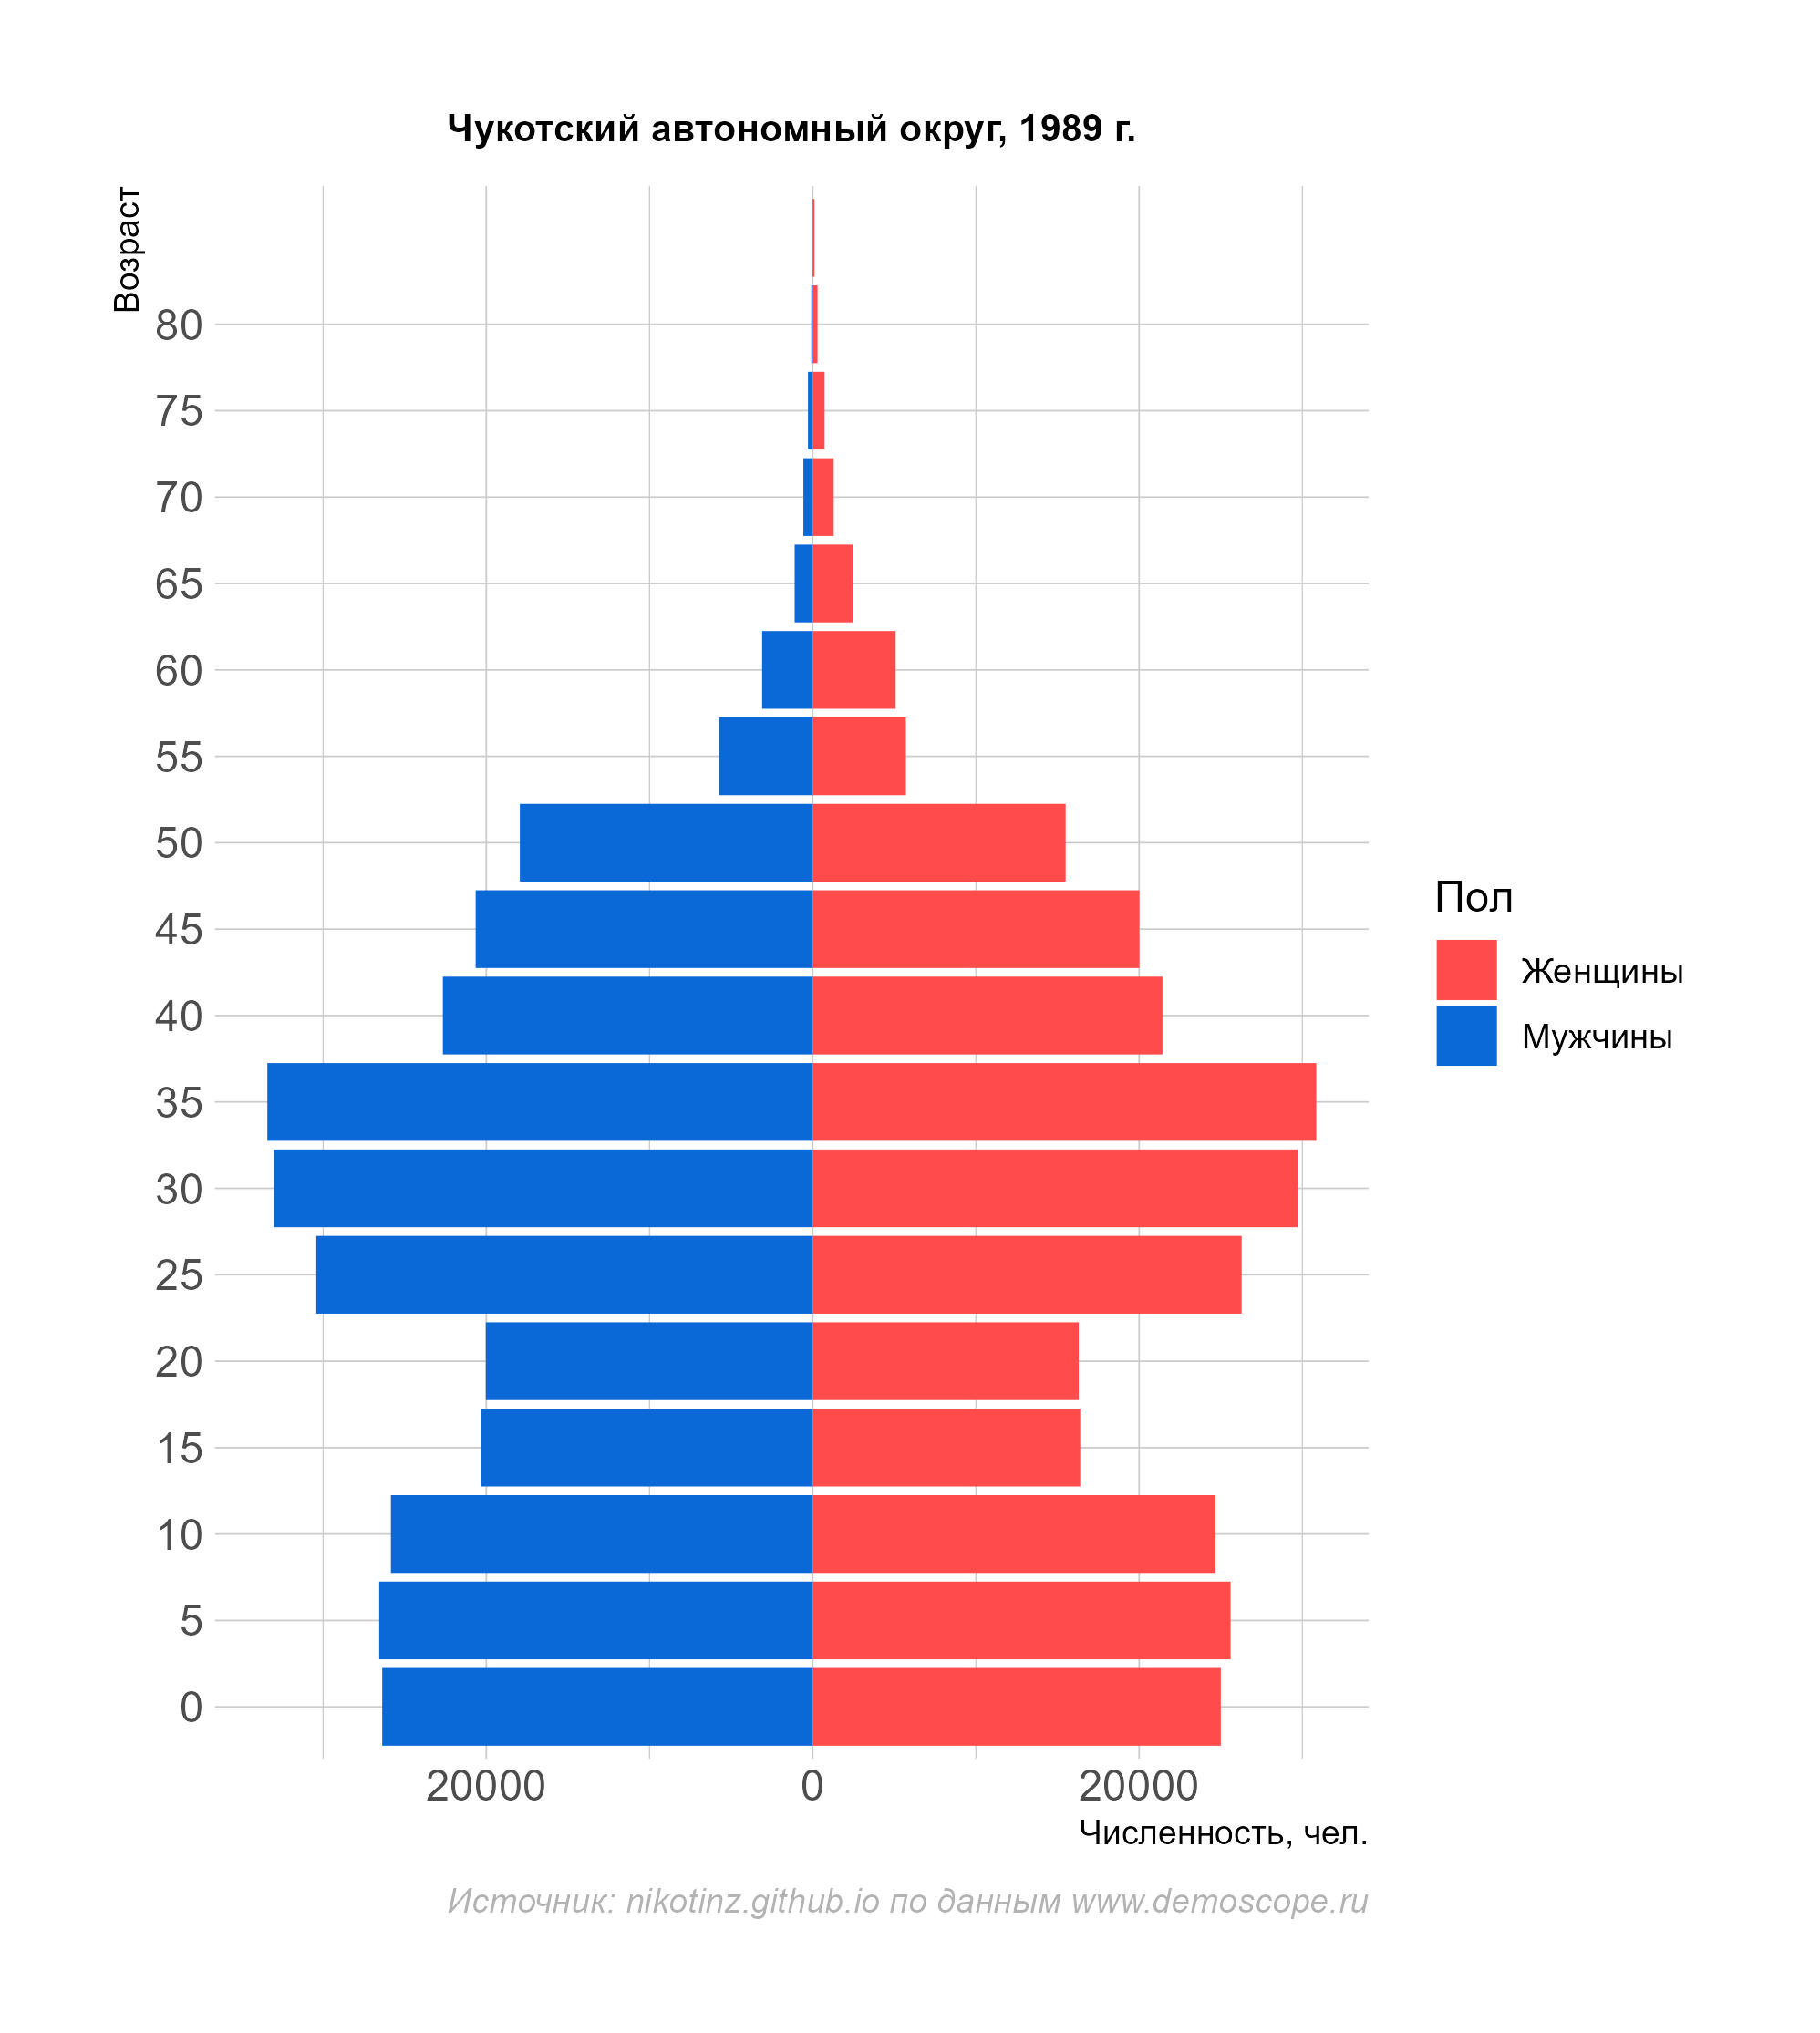 Чукотский автономный округ, 1989 г.
Возраст
80
75
70
65
60
55
50
45
40
35
30
25
20
15
10
5
0
20000 0 20000
Численность, чел.
Пол
Женщины
Мужчины
Источник: nikotinz.github.io по данным www.demoscope.ru